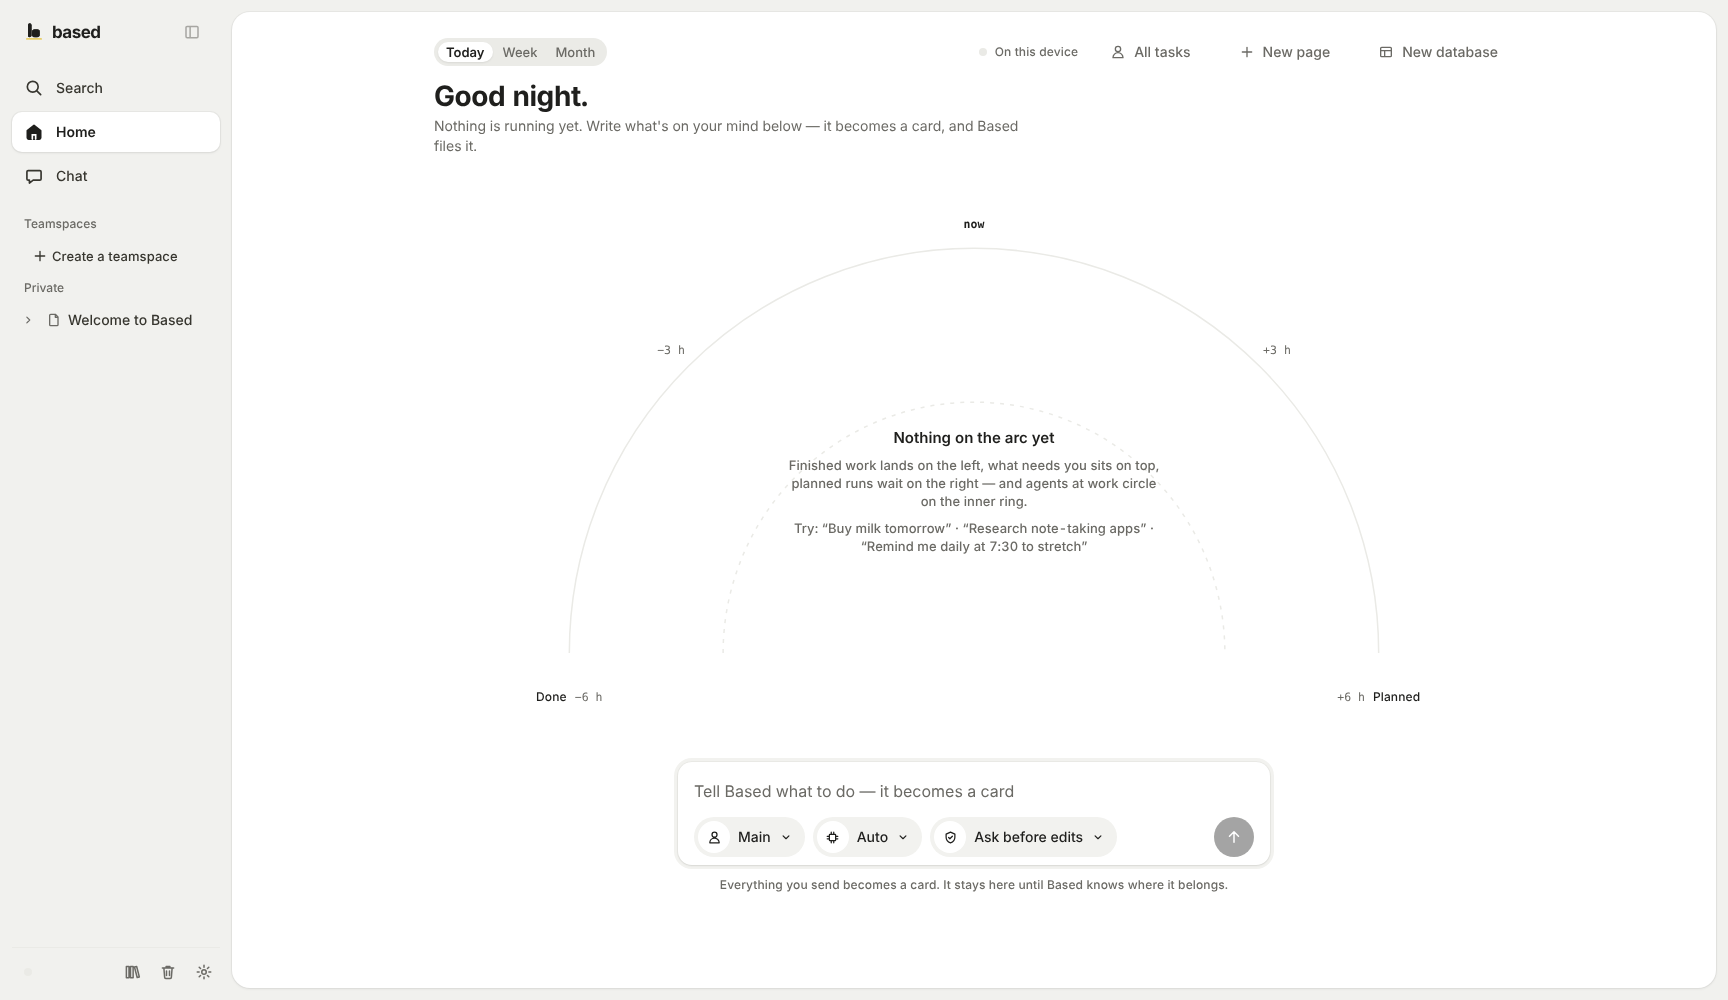 based
Search
Home
Chat
Teamspaces
Create a teamspace
Private
Welcome to Based
Today Week Month
On this device
All tasks
New page
New database
Good night.
Nothing is running yet. Write what's on your mind below — it becomes a card, and Based
files it.
now
−3 h
+3 h
Nothing on the arc yet
Finished work lands on the left, what needs you sits on top,
planned runs wait on the right — and agents at work circle
on the inner ring.
Try: “Buy milk tomorrow” · “Research note-taking apps” ·
“Remind me daily at 7:30 to stretch”
Done −6 h
+6 h Planned
Tell Based what to do — it becomes a card
Main
Auto
Ask before edits
Everything you send becomes a card. It stays here until Based knows where it belongs.